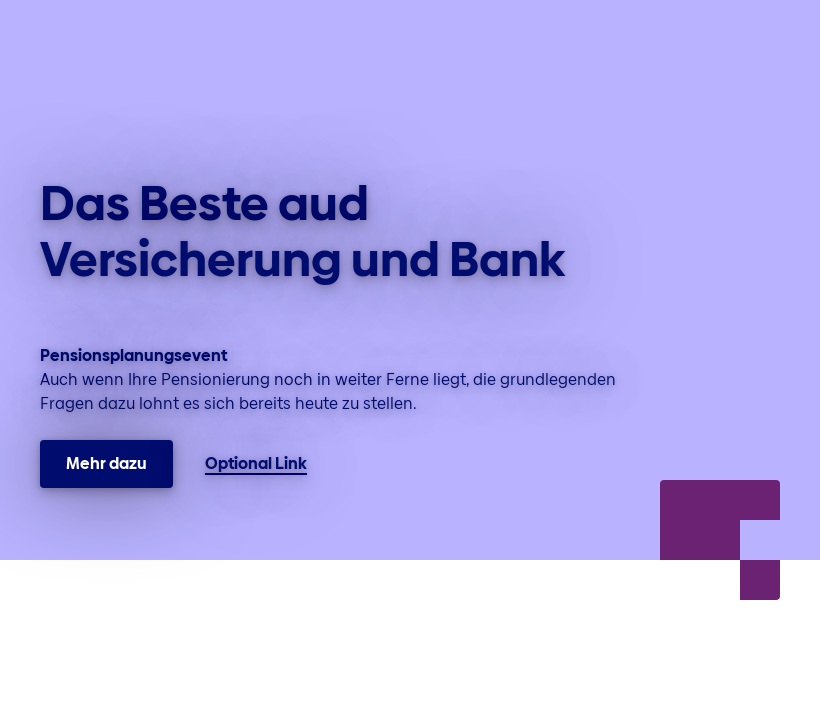 Das Beste aud
Versicherung und Bank
Pensionsplanungsevent
Auch wenn Ihre Pensionierung noch in weiter Ferne liegt, die grundlegenden
Fragen dazu lohnt es sich bereits heute zu stellen.
Mehr dazu
Optional Link